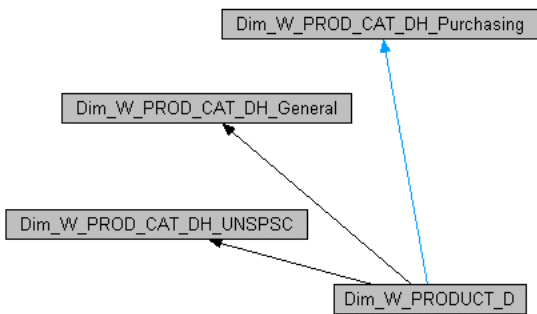 Dim_W_PROD_CAT_DH_Purchasing
Dim_W_PROD_CAT_DH_General
Dim_W_PROD_CAT_DH_UNSPSC
Dim_W_PRODUCT_D